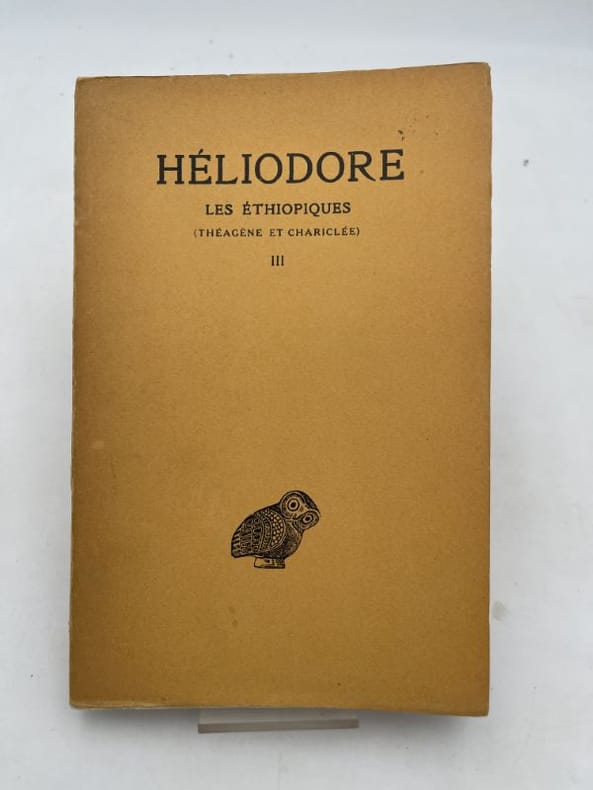 HÉLIODORE
LES ÉTHIOPIQUES
(THÉAGÈNE ET CHARICLÉE)
III